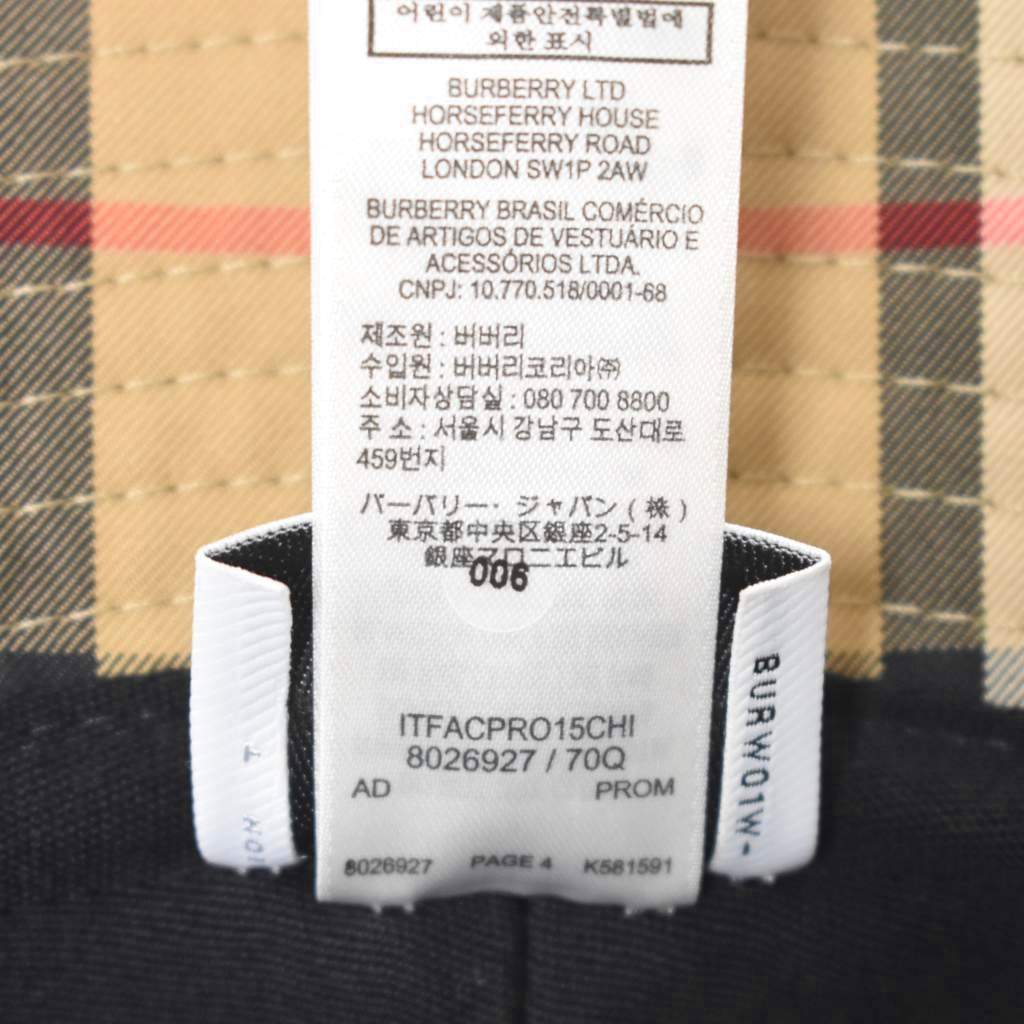 어린이 제품안전특별법에
의한 표시
BURBERRY LTD
HORSEFERRY HOUSE
HORSEFERRY ROAD
LONDON SW1P 2AW
BURBERRY BRASIL COMÉRCIO
DE ARTIGOS DE VESTUÁRIO E
ACESSÓRIOS LTDA.
CNPJ: 10.770.518/0001-68
제조원 : 버버리
수입원 : 버버리코리아㈜
소비자상담실 : 080 700 8800
주 소 : 서울시 강남구 도산대로
459번지
バーバリー・ジャパン ( 株 )
東京都中央区銀座2-5-14
銀座マロニエビル
006
ITFACPRO15CHI
8026927 / 70Q
AD PROM
8026927 PAGE 4 K581591
BURW01W-
ION T